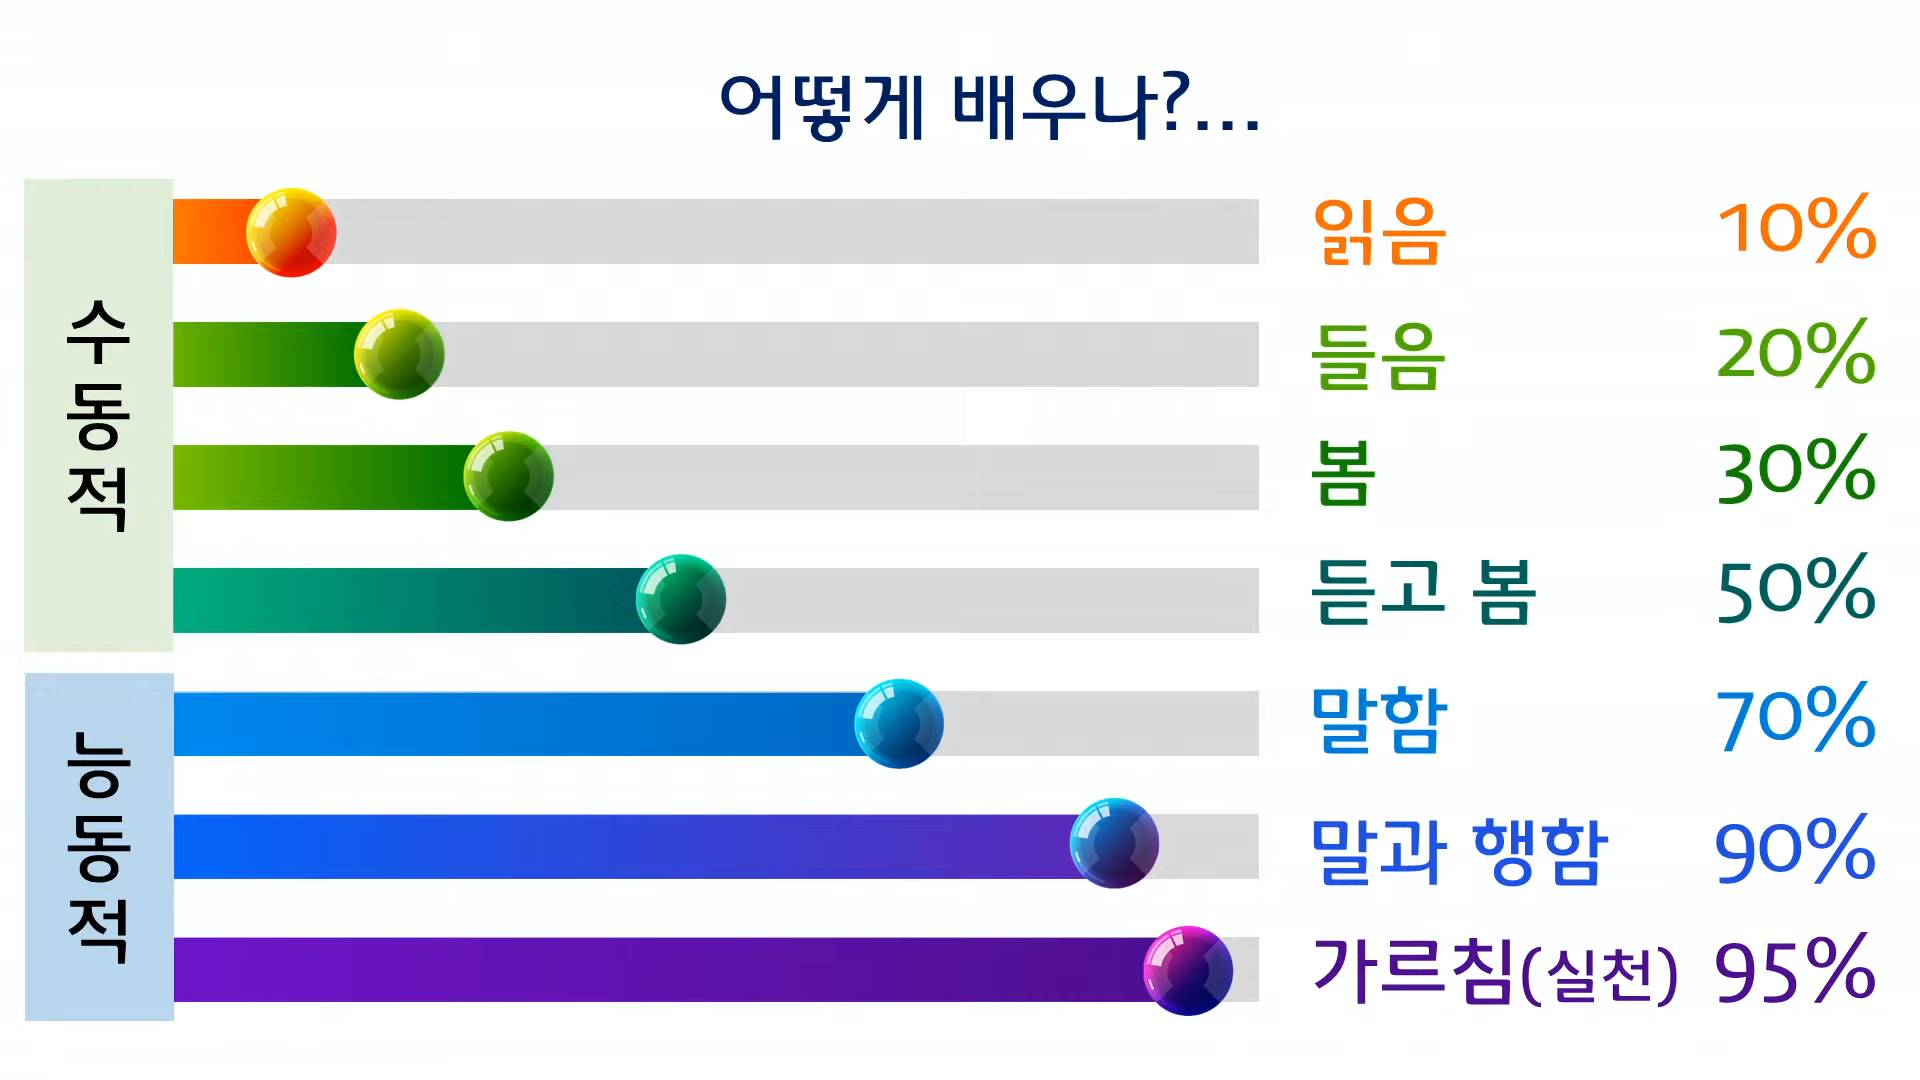 어떻게 배우나?...
수동적
읽음 10%
들음 20%
봄 30%
듣고 봄 50%
능동적
말함 70%
말과 행함 90%
가르침(실천) 95%